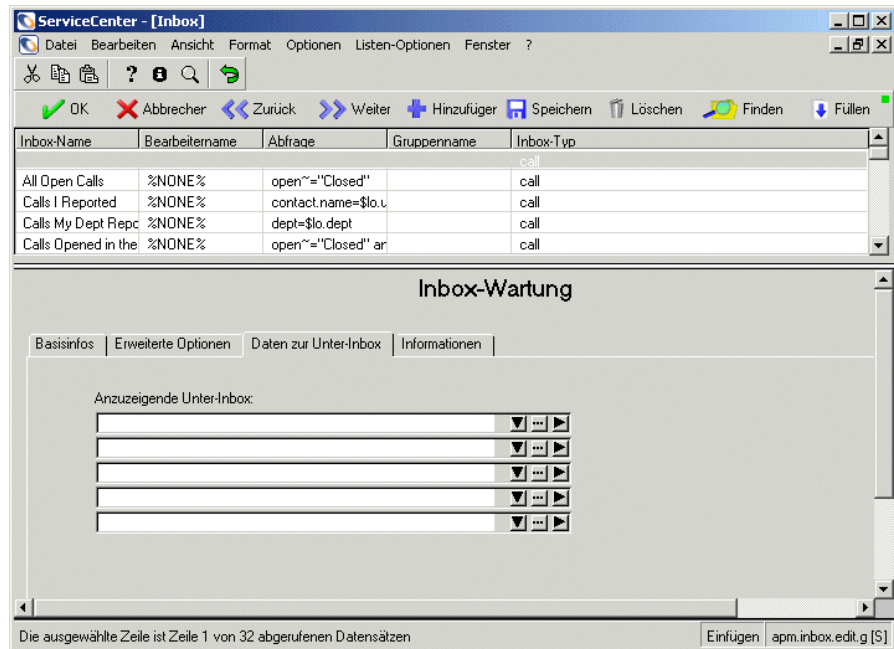 ServiceCenter - [Inbox]
Datei Bearbeiten Ansicht Format Optionen Listen-Optionen Fenster ?
OK Abbrecher Zurück Weiter Hinzufüger Speichern Löschen Finden Füllen
Inbox-Name Bearbeitername Abfrage Gruppenname Inbox-Typ
call
All Open Calls %NONE% open~="Closed" call
Calls I Reported %NONE% contact.name=$lo.u call
Calls My Dept Repo %NONE% dept=$lo.dept call
Calls Opened in the %NONE% open~="Closed" ar call
Inbox-Wartung
Basisinfos Erweiterte Optionen Daten zur Unter-Inbox Informationen
Anzuzeigende Unter-Inbox:
Die ausgewählte Zeile ist Zeile 1 von 32 abgerufenen Datensätzen Einfügen apm.inbox.edit.g [S]